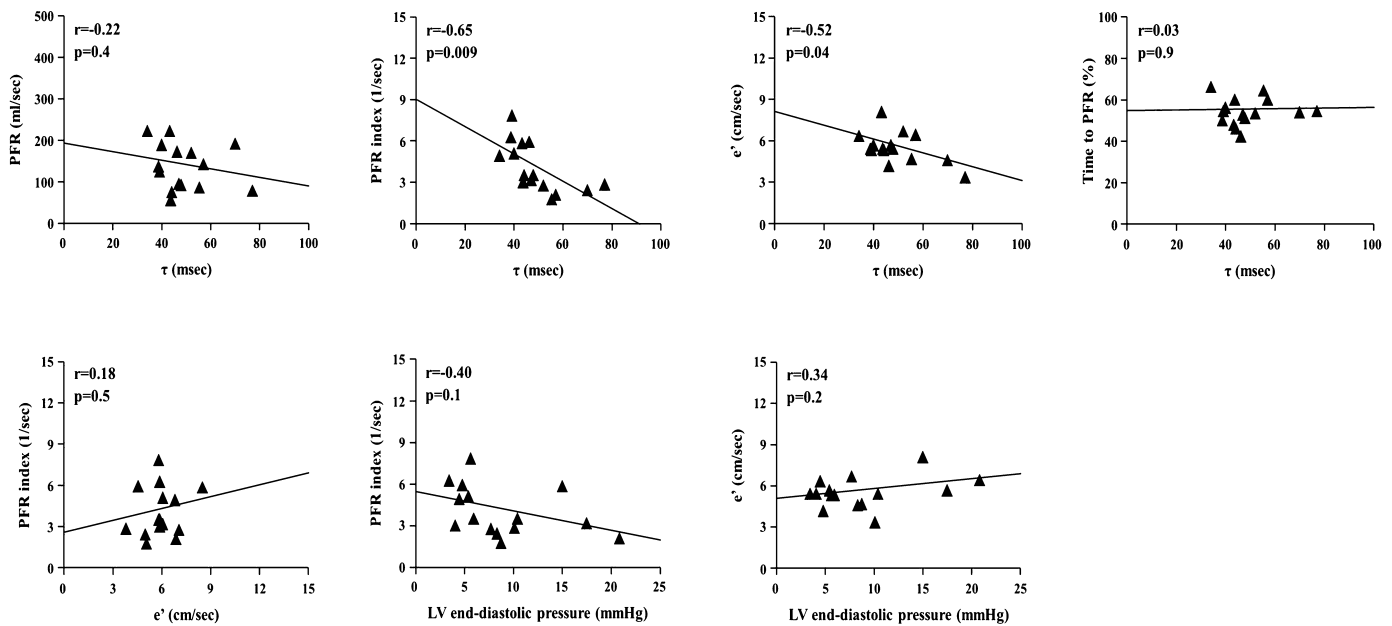 r=-0.22
p=0.4
PFR (ml/sec)
500
400
300
200
100
0
0 20 40 60 80 100
τ (msec)
r=-0.65
p=0.009
PFR index (1/sec)
15
12
9
6
3
0
0 20 40 60 80 100
τ (msec)
r=-0.52
p=0.04
e’ (cm/sec)
15
12
9
6
3
0
0 20 40 60 80 100
τ (msec)
r=0.03
p=0.9
Time to PFR (%)
100
80
60
40
20
0
0 20 40 60 80 100
τ (msec)
r=0.18
p=0.5
PFR index (1/sec)
15
12
9
6
3
0
0 3 6 9 12 15
e’ (cm/sec)
r=-0.40
p=0.1
PFR index (1/sec)
15
12
9
6
3
0
0 5 10 15 20 25
LV end-diastolic pressure (mmHg)
r=0.34
p=0.2
e’ (cm/sec)
15
12
9
6
3
0
0 5 10 15 20 25
LV end-diastolic pressure (mmHg)